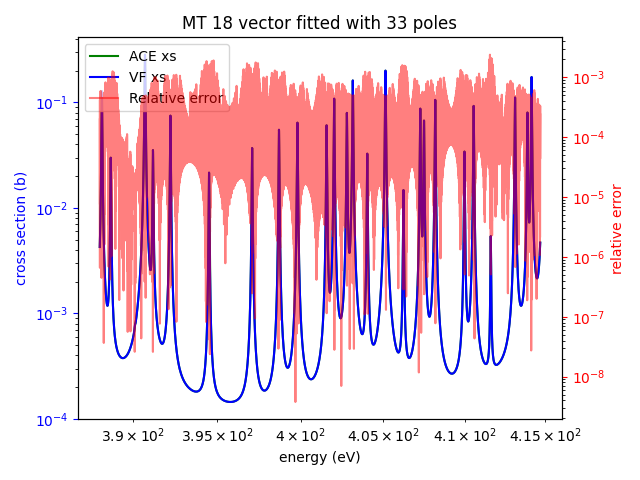 MT 18 vector fitted with 33 poles
ACE xs
VF xs
Relative error
cross section (b)
10⁻¹
10⁻²
10⁻³
10⁻⁴
relative error
10⁻³
10⁻⁴
10⁻⁵
10⁻⁶
10⁻⁷
10⁻⁸
3.9 × 10² 3.95 × 10² 4 × 10² 4.05 × 10² 4.1 × 10² 4.15 × 10²
energy (eV)